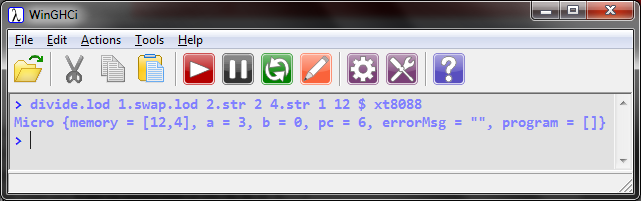 WinGHCi
File Edit Actions Tools Help
> divide.lod 1.swap.lod 2.str 2 4.str 1 12 $ xt8088
Micro {memory = [12,4], a = 3, b = 0, pc = 6, errorMsg = "", program = []}
>